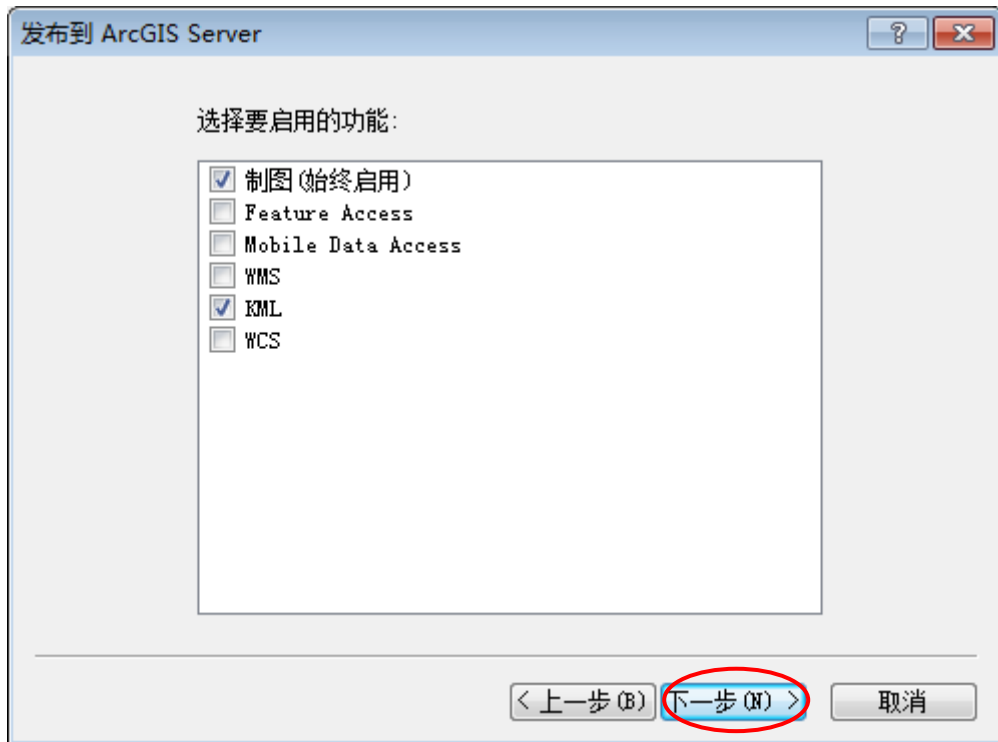 发布到 ArcGIS Server
选择要启用的功能:
制图(始终启用)
Feature Access
Mobile Data Access
WMS
KML
WCS
< 上一步(B) 下一步(N) > 取消